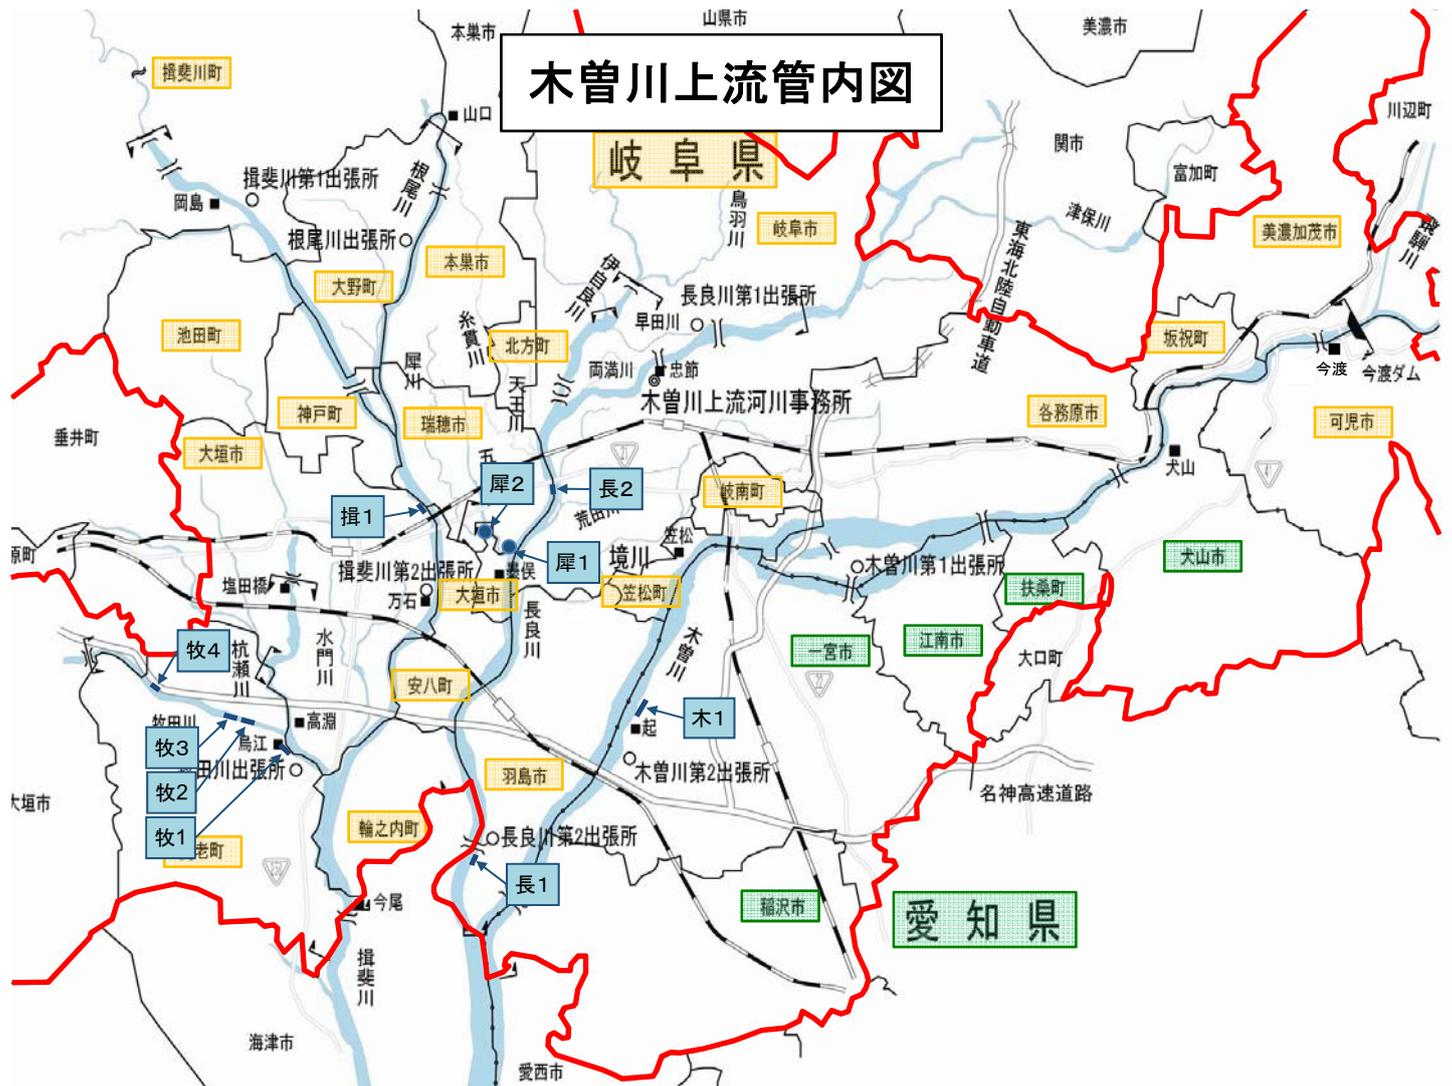 山県市
本巣市
美濃市
木曽川上流管内図
揖斐川町
川辺町
山口
関市
岐阜県
富加町
根尾川
揖斐川第1出張所
岡島
鳥羽川
津保川
岐阜市
美濃加茂市
飛騨川
根尾川出張所
本巣市
東海北陸自動車道
大野町
伊自良川
長良川第1出張所
早田川
糸貫川
池田町
北方町
坂祝町
両満川
忠節
今渡
今渡ダム
犀川
天王川
木曽川上流河川事務所
神戸町
瑞穂市
各務原市
可児市
垂井町
大垣市
五
犀2
長2
岐南町
犬山
21
41
揖1
荒田川
笠松
境川
原町
犀1
揖斐川第2出張所
墨俣
木曽川第1出張所
犬山市
塩田橋
万石
大垣市
笠松町
扶桑町
長良川
水門川
木曽川
江南市
一宮市
大口町
牧4
杭瀬川
安八町
22
牧田川
高淵
木1
起
牧3
烏江
牧田川出張所
羽島市
木曽川第2出張所
牧2
名神高速道路
大垣市
牧1
輪之内町
長良川第2出張所
老町
長1
今尾
稲沢市
愛知県
揖斐川
海津市
愛西市